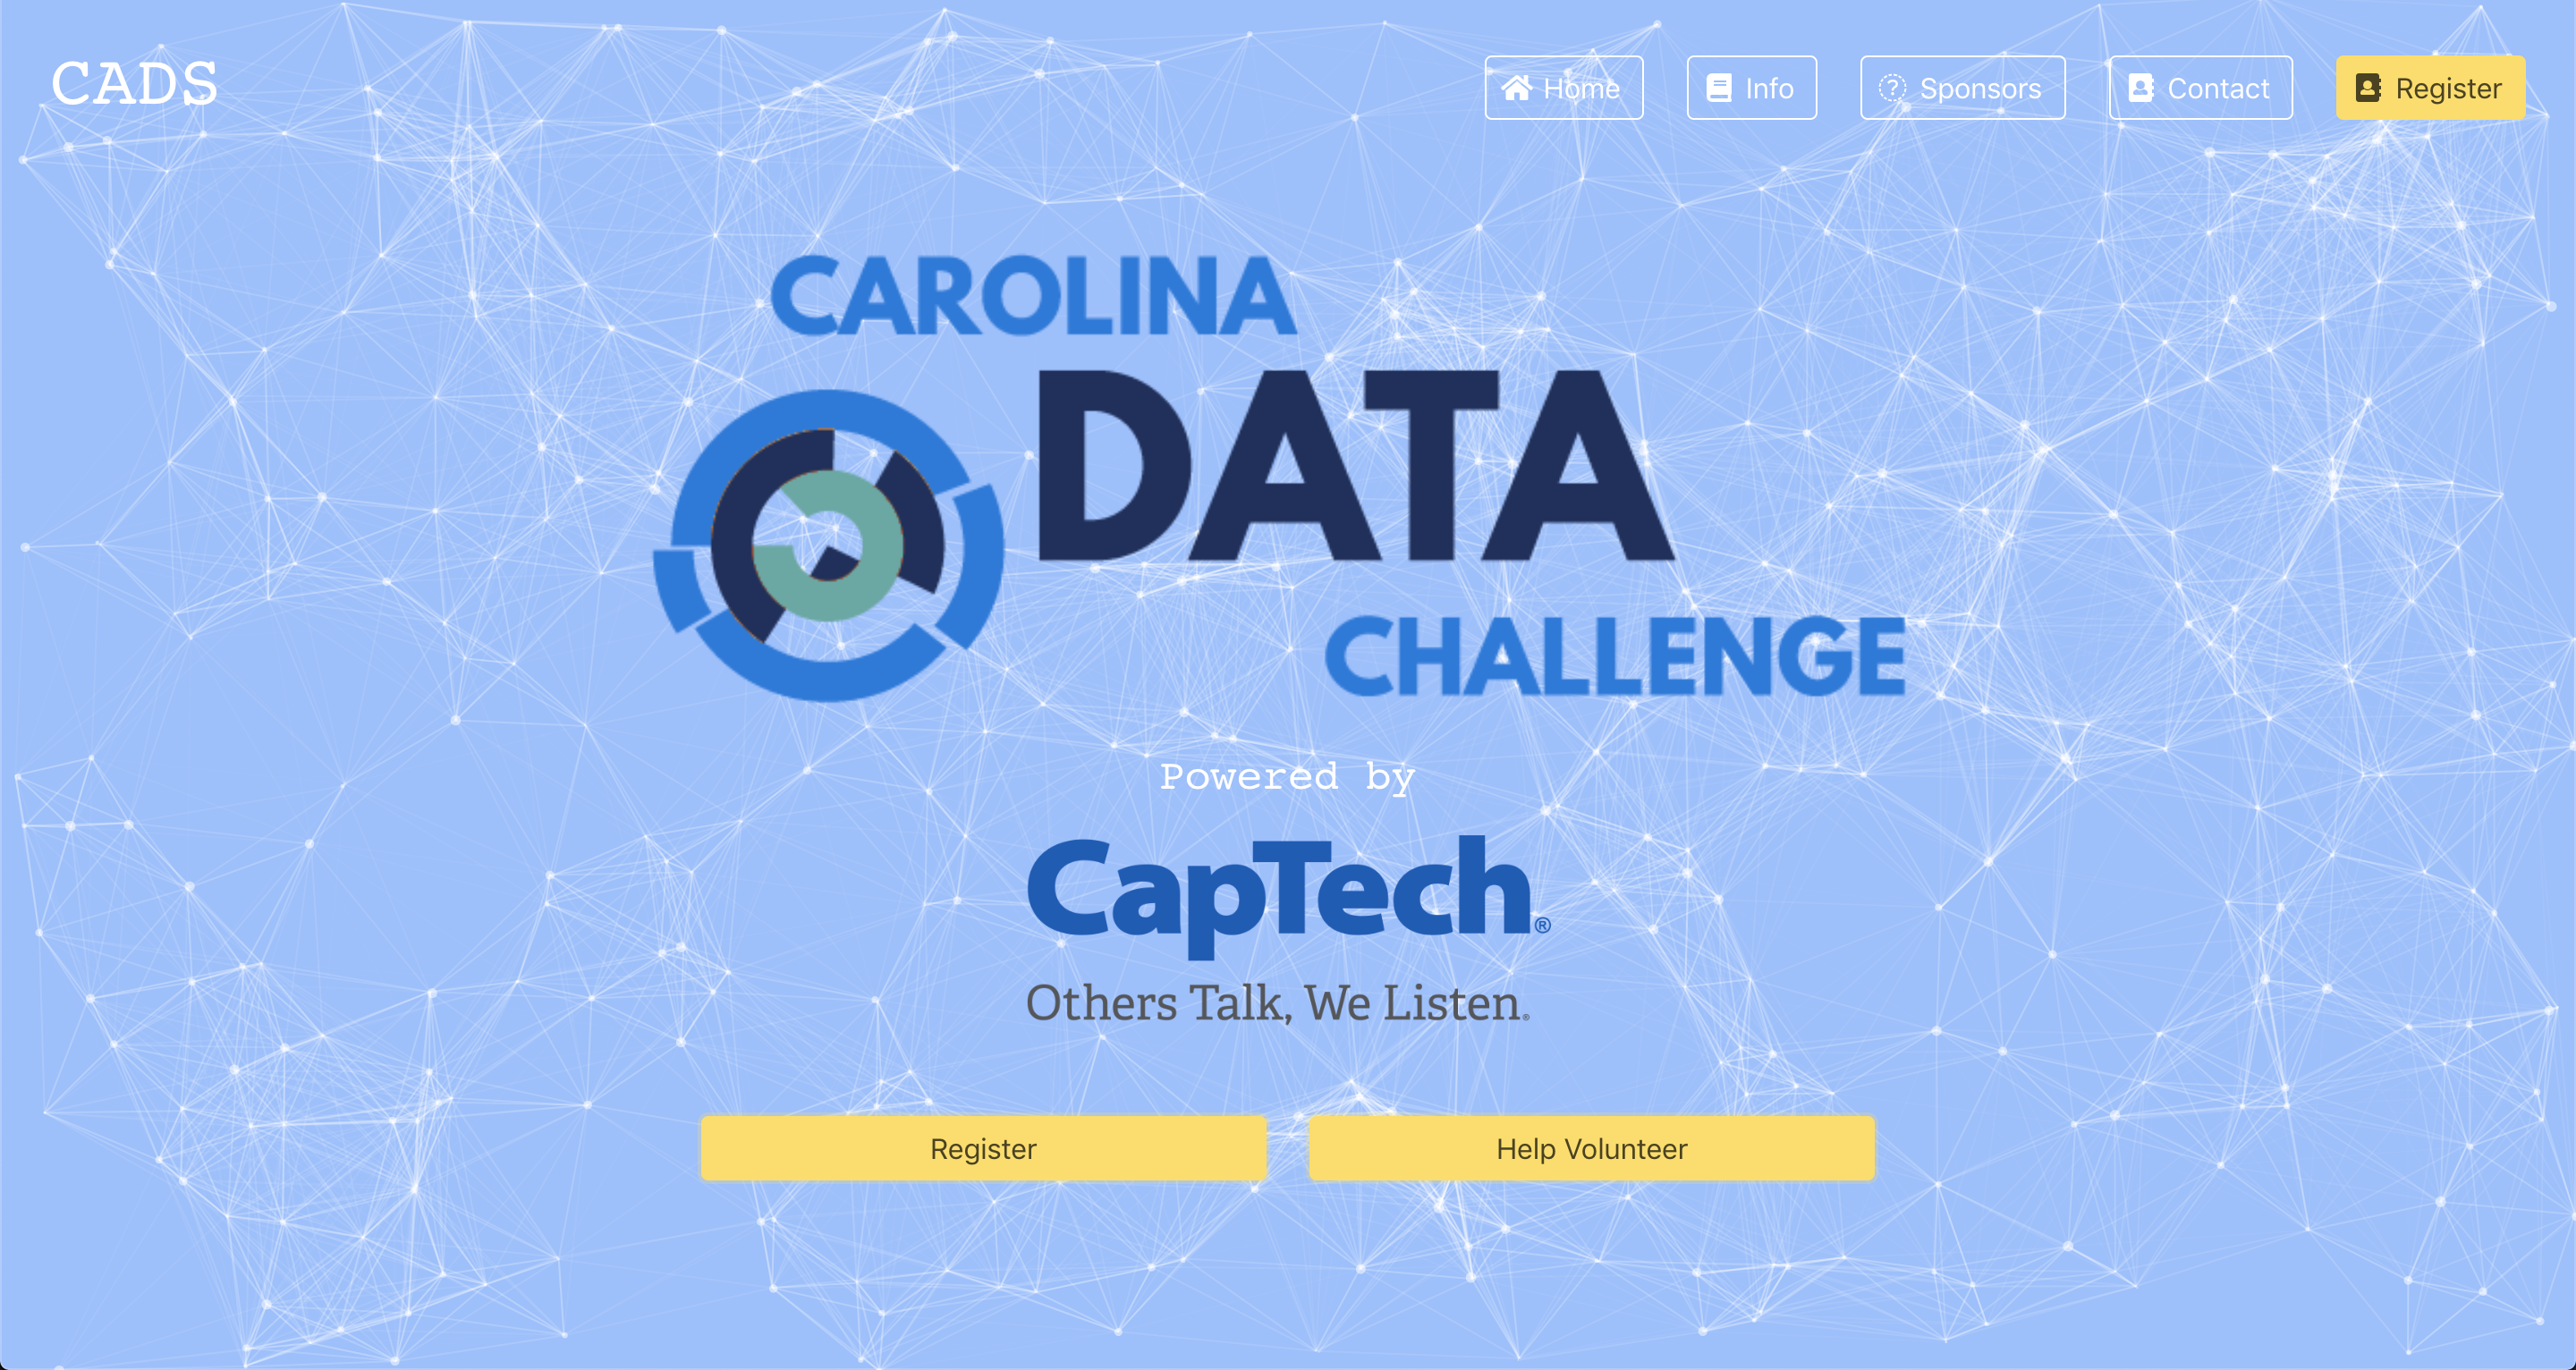 CADS
Home
Info
Sponsors
Contact
Register
CAROLINA
DATA
CHALLENGE
Powered by
CapTech®
Others Talk, We Listen.®
Register
Help Volunteer